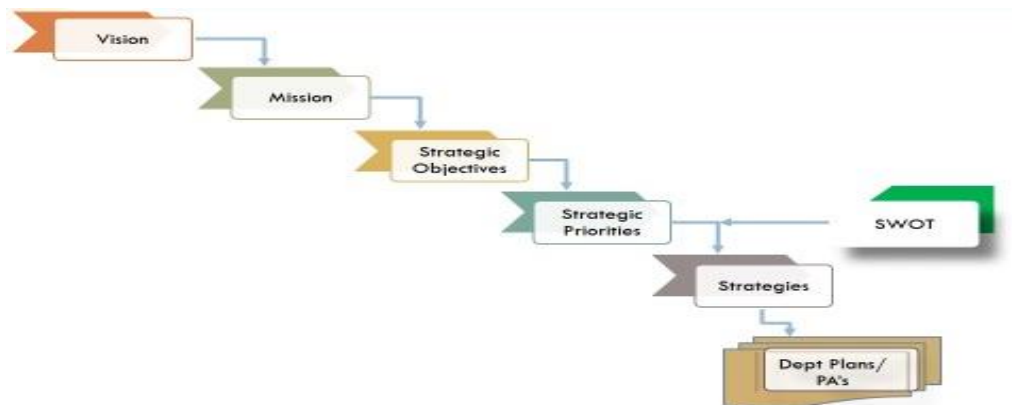 Vision
Mission
Strategic
Objectives
Strategic
Priorities
SWOT
Strategies
Dept Plans/
PA's